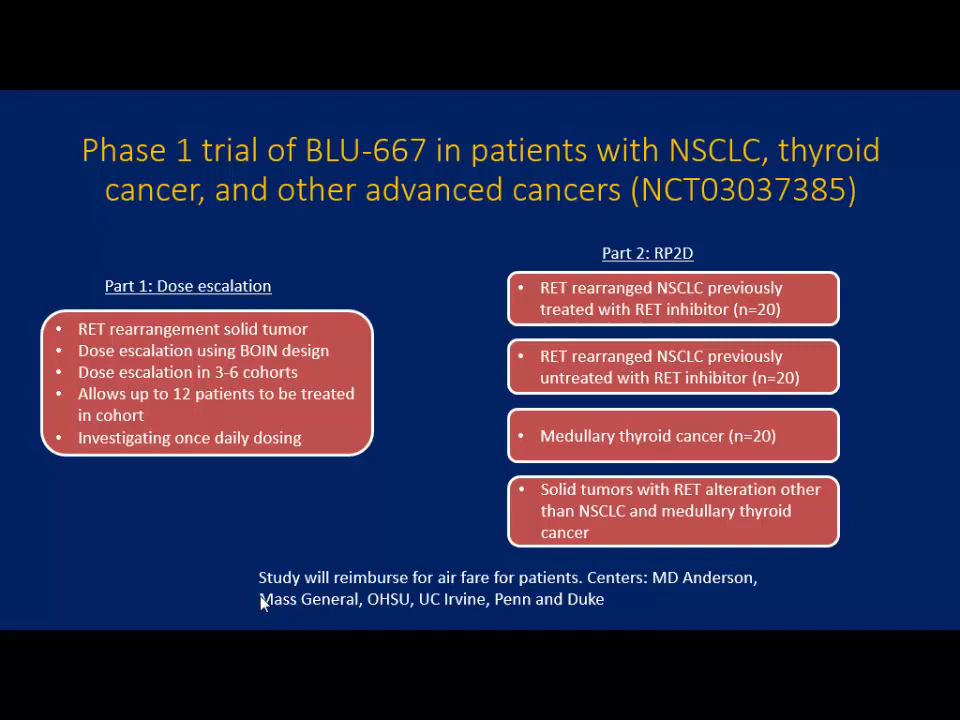 Phase 1 trial of BLU-667 in patients with NSCLC, thyroid
cancer, and other advanced cancers (NCT03037385)
Part 1: Dose escalation
• RET rearrangement solid tumor
• Dose escalation using BOIN design
• Dose escalation in 3-6 cohorts
• Allows up to 12 patients to be treated
in cohort
• Investigating once daily dosing
Part 2: RP2D
• RET rearranged NSCLC previously
treated with RET inhibitor (n=20)
• RET rearranged NSCLC previously
untreated with RET inhibitor (n=20)
• Medullary thyroid cancer (n=20)
• Solid tumors with RET alteration other
than NSCLC and medullary thyroid
cancer
Study will reimburse for air fare for patients. Centers: MD Anderson,
Mass General, OHSU, UC Irvine, Penn and Duke